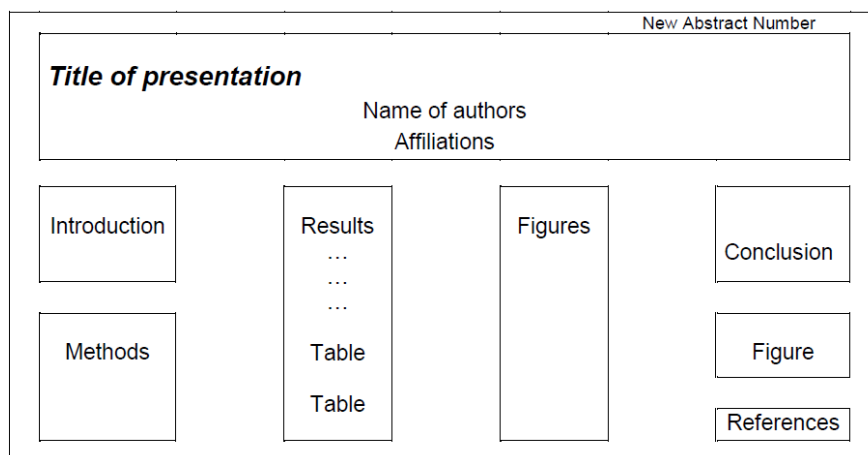 New Abstract Number
Title of presentation
Name of authors
Affiliations
Introduction
Methods
Results
...
...
...
Table
Table
Figures
Conclusion
Figure
References